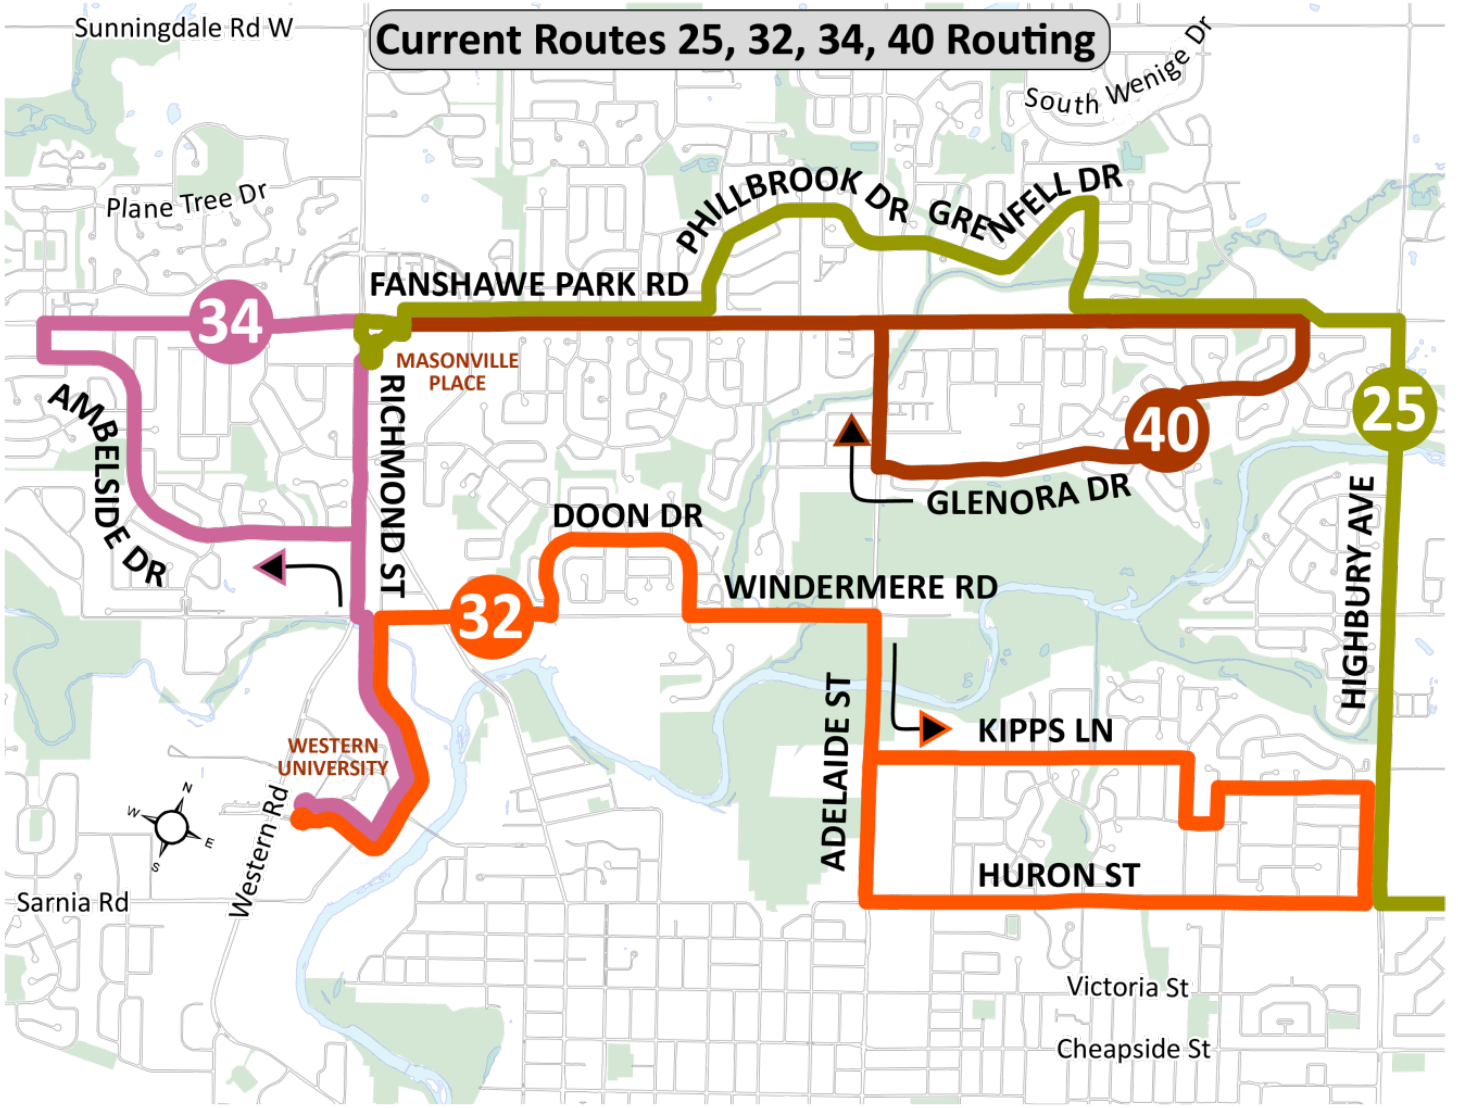 Sunningdale Rd W
Current Routes 25, 32, 34, 40 Routing
South Wenige Dr
Plane Tree Dr
PHILLBROOK DR
GRENFELL DR
FANSHAWE PARK RD
34
MASONVILLE
PLACE
25
AMBELSIDE DR
RICHMOND ST
40
GLENORA DR
DOON DR
HIGHBURY AVE
WINDERMERE RD
32
ADELAIDE ST
KIPPS LN
WESTERN
UNIVERSITY
N
W
E
S
Western Rd
HURON ST
Sarnia Rd
Victoria St
Cheapside St